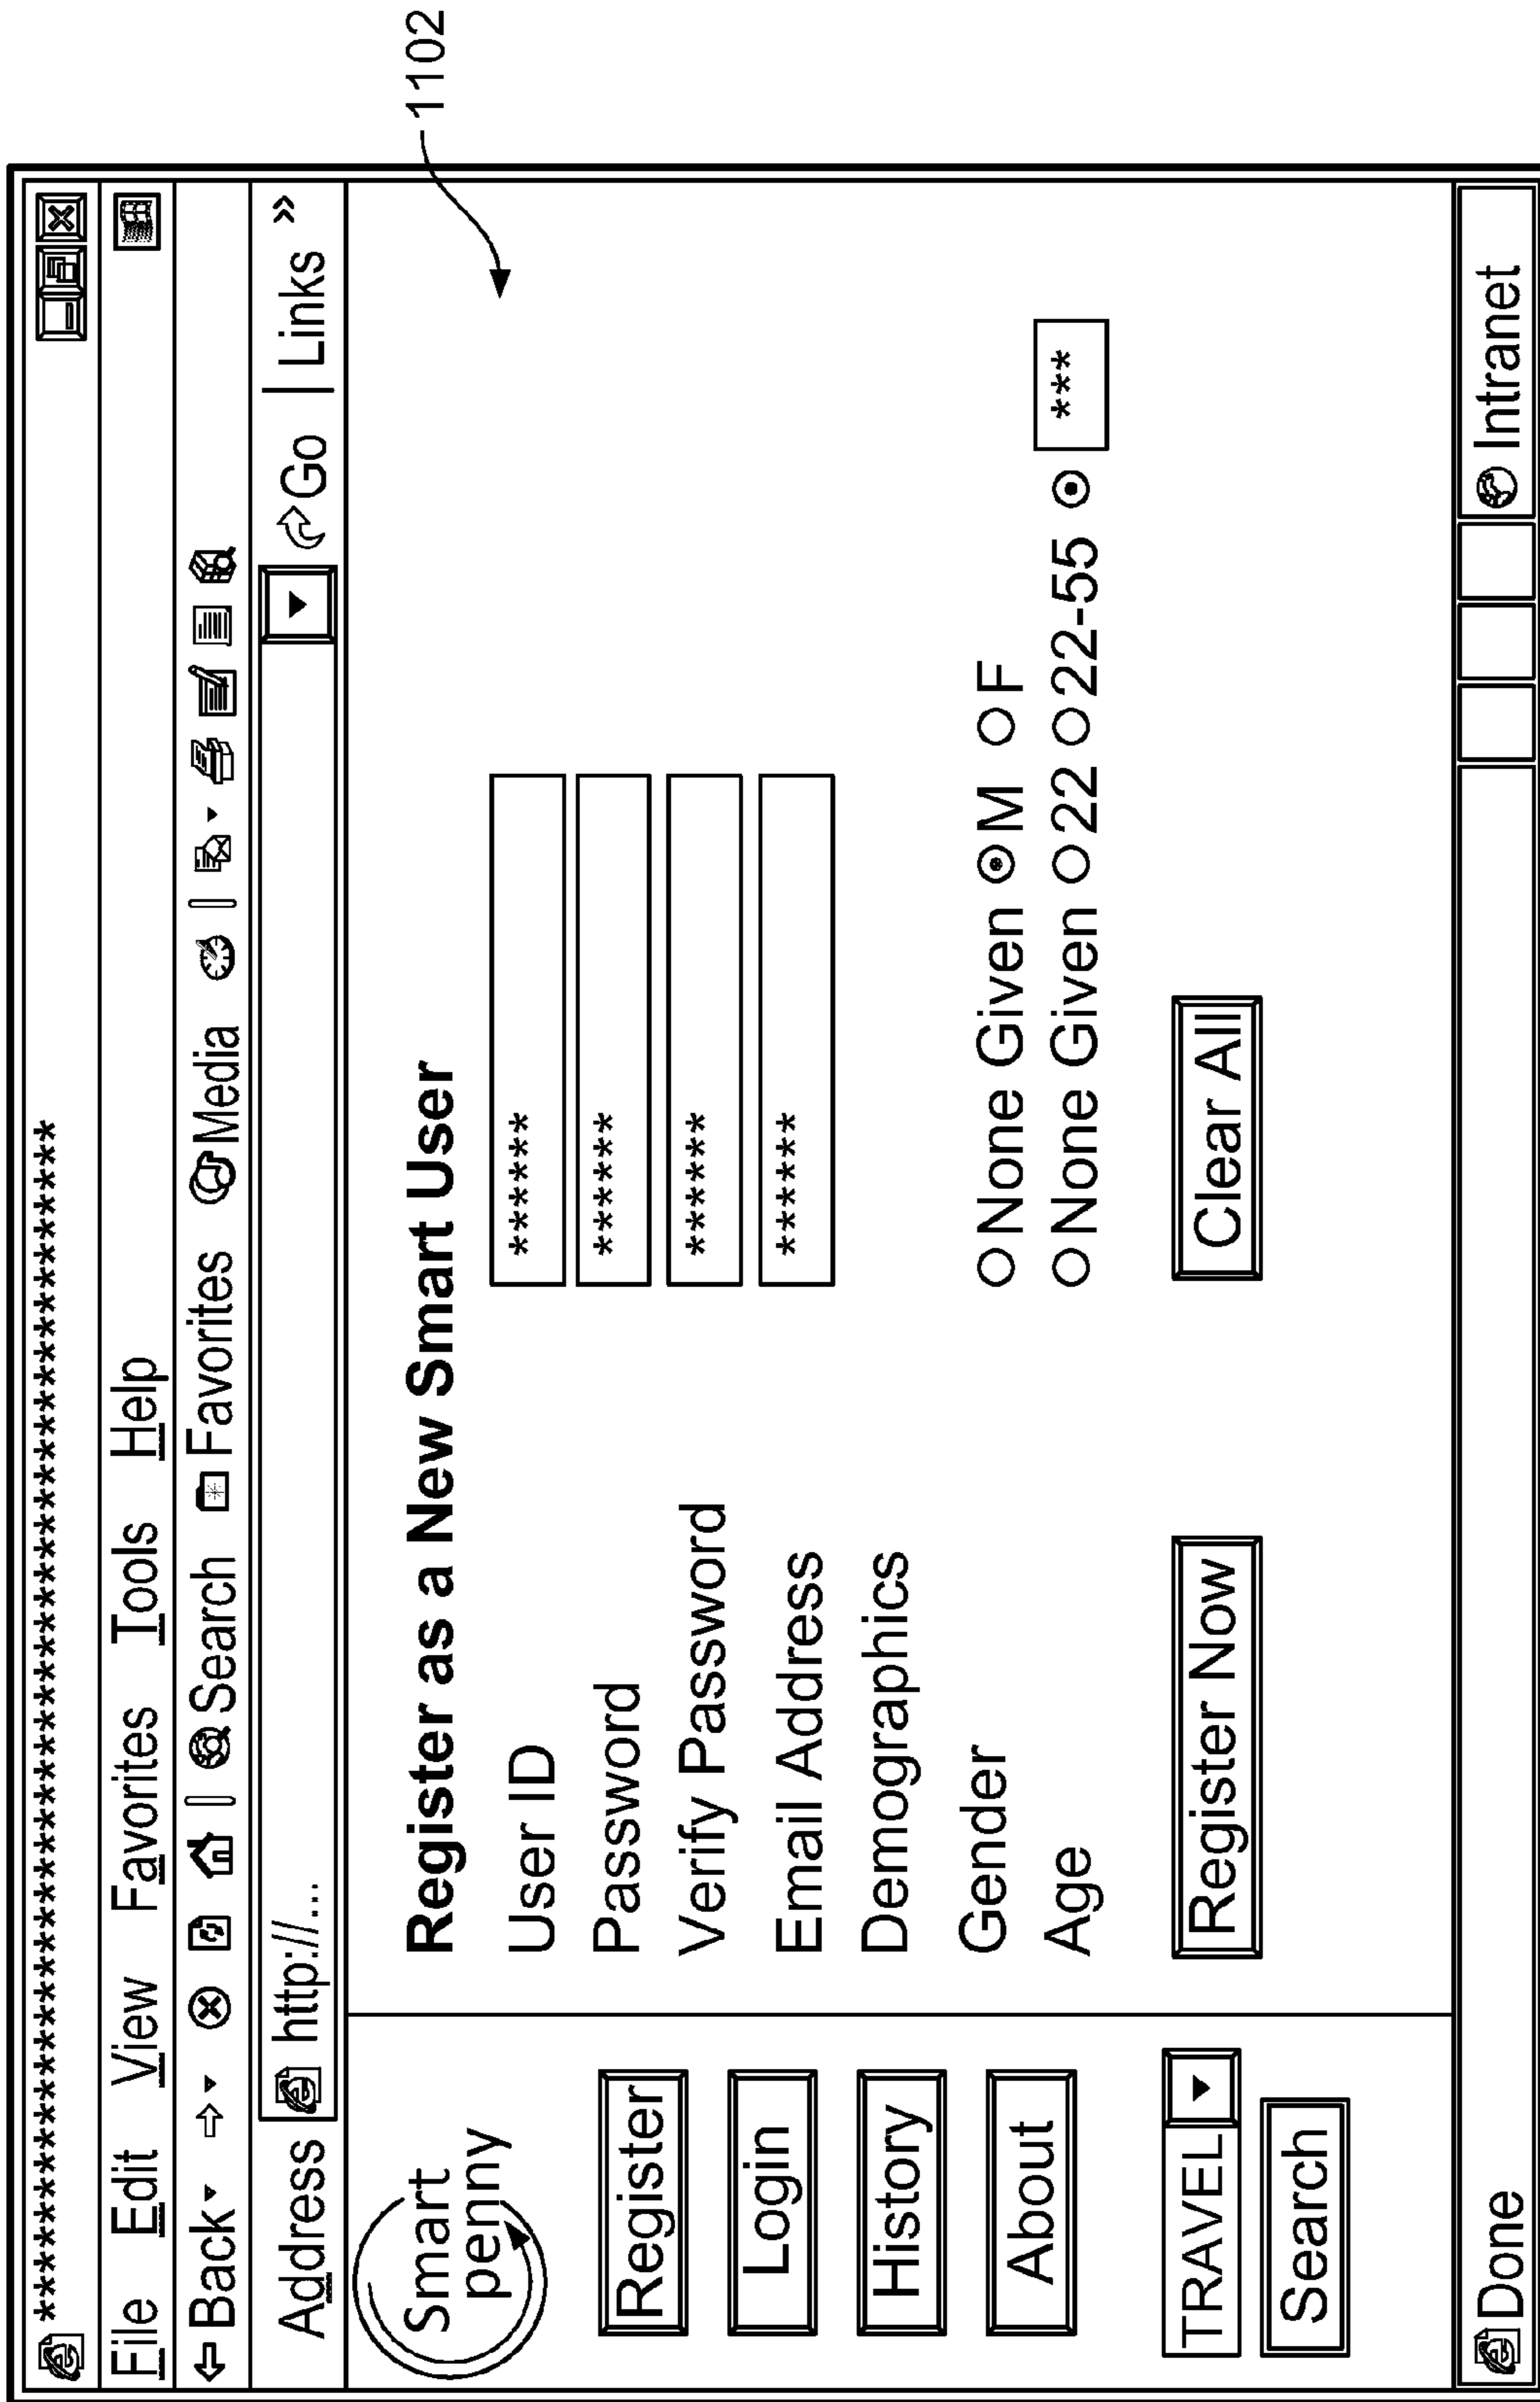 ************************************************************
File Edit View Favorites Tools Help
Back Search Favorites Media
Address http://... Go | Links »
Smart
penny
Register
Login
History
About
TRAVEL
Search
Register as a New Smart User
User ID ******
Password ******
Verify Password ******
Email Address ******
Demographics
Gender None Given M F
Age None Given 22 22-55 ***
Register Now Clear All
1102
Done Intranet